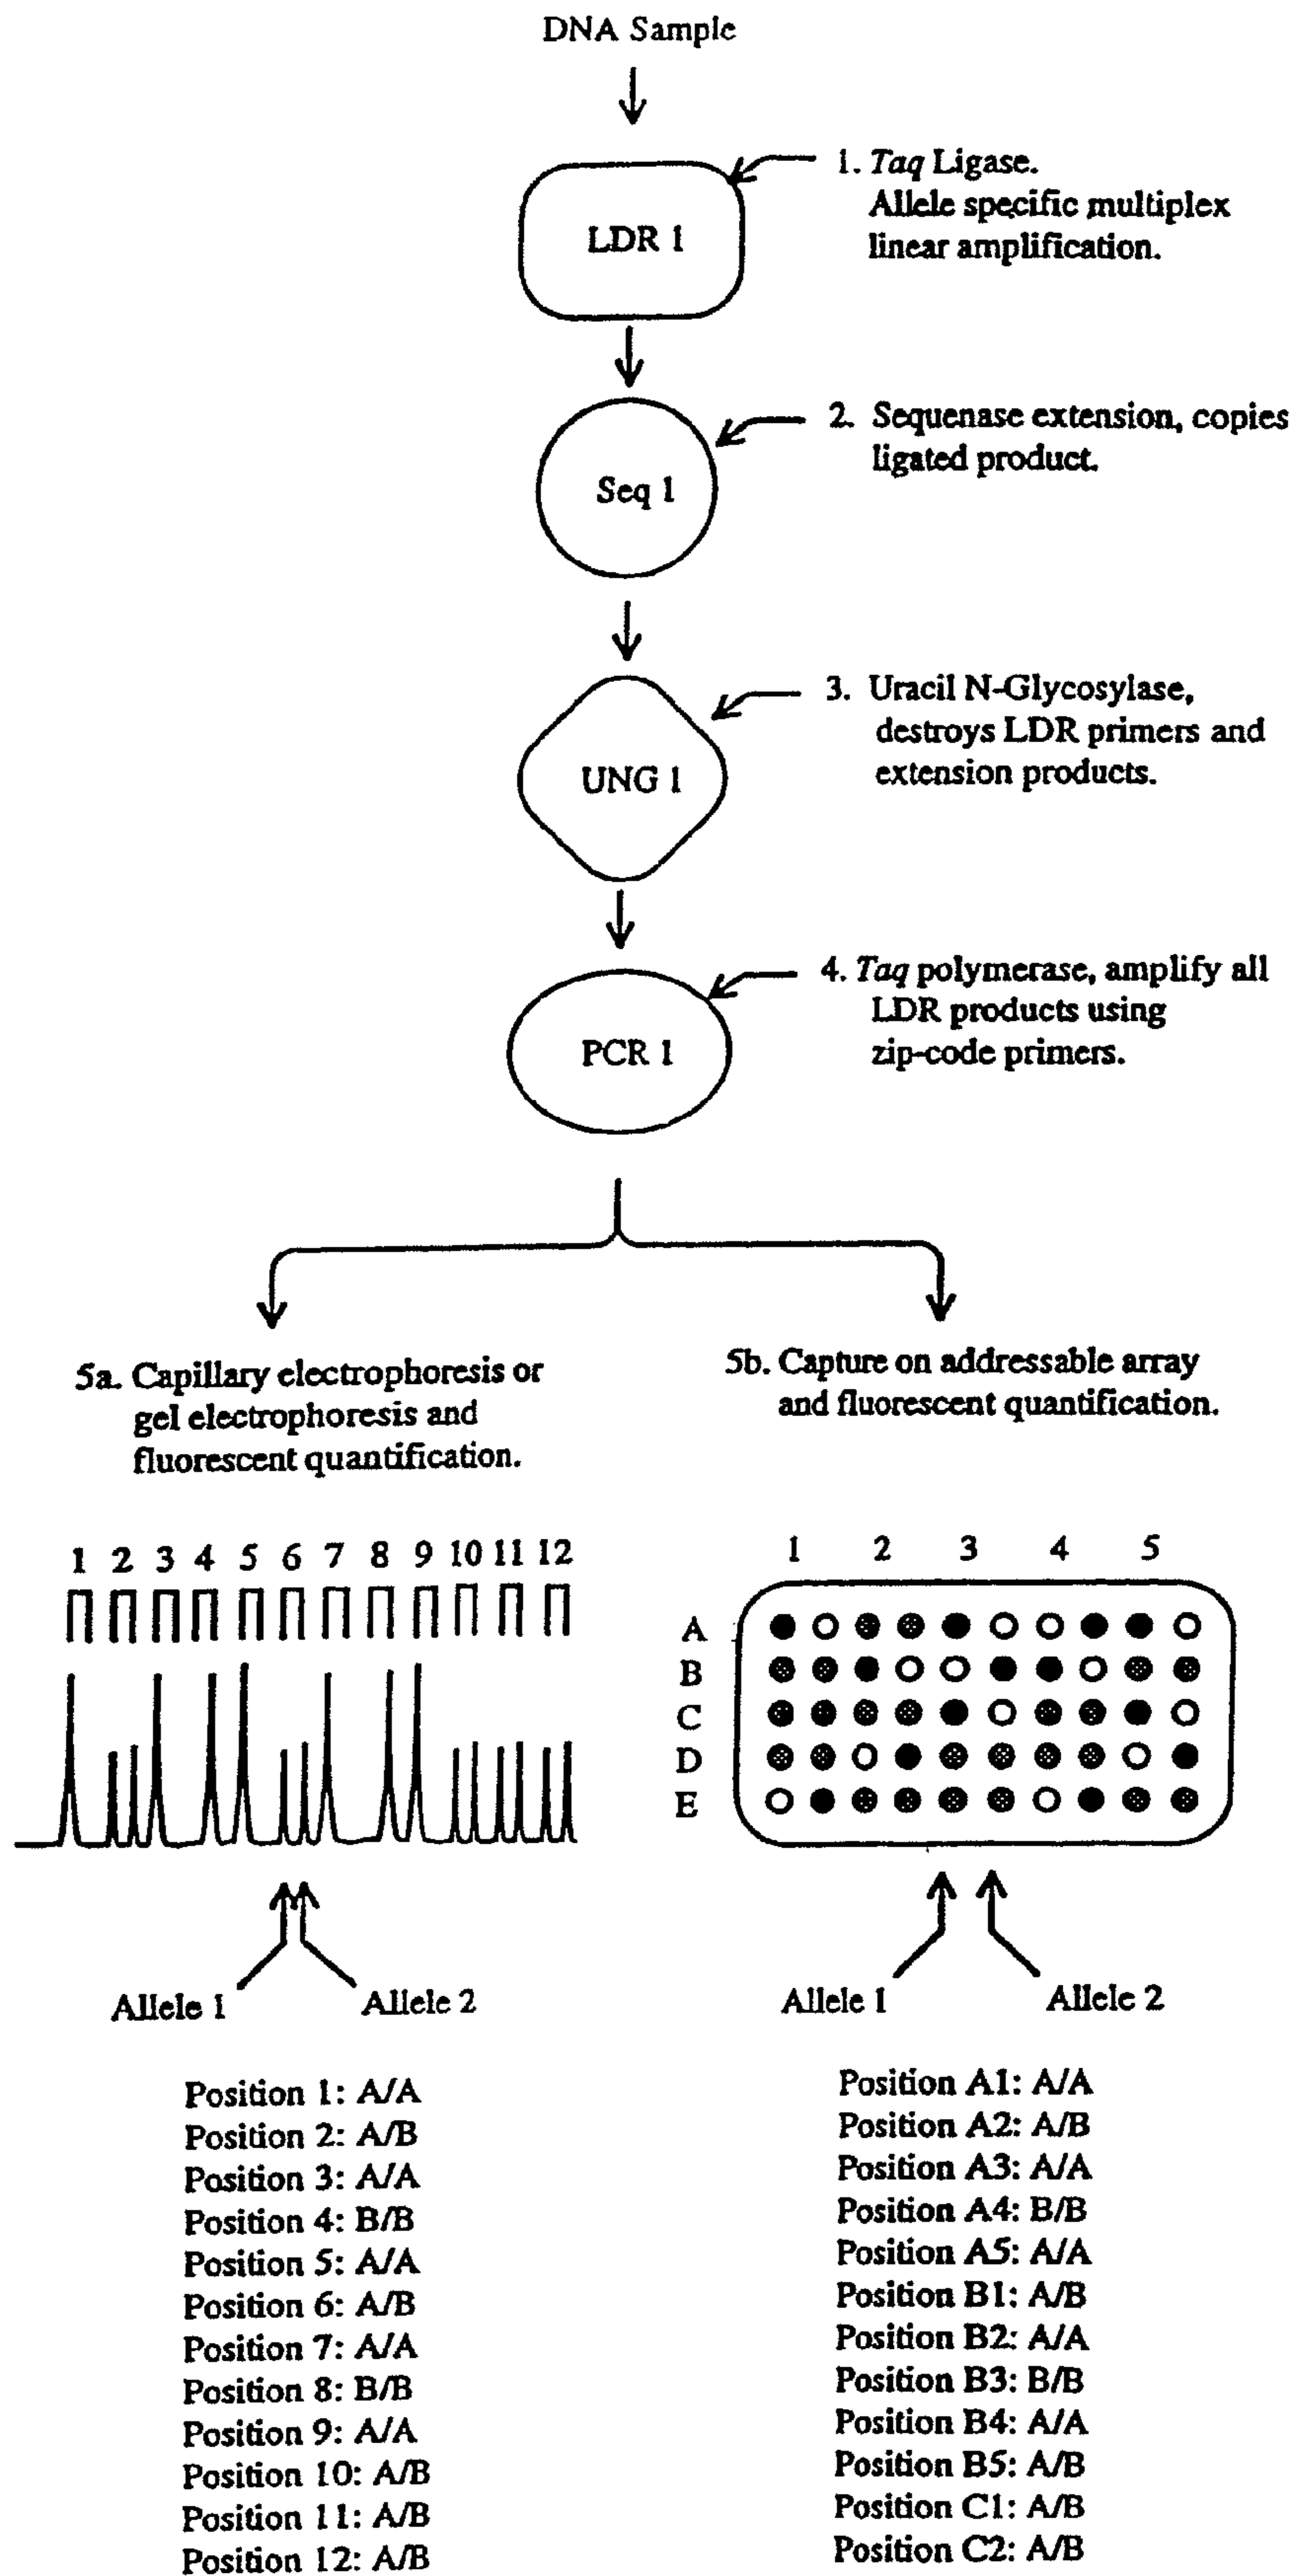 DNA Sample
LDR 1
1. Taq Ligase.
Allele specific multiplex
linear amplification.
Seq 1
2. Sequenase extension, copies
ligated product.
UNG 1
3. Uracil N-Glycosylase,
destroys LDR primers and
extension products.
PCR 1
4. Taq polymerase, amplify all
LDR products using
zip-code primers.
5a. Capillary electrophoresis or
gel electrophoresis and
fluorescent quantification.
1 2 3 4 5 6 7 8 9 10 11 12
Allele 1
Allele 2
Position 1: A/A
Position 2: A/B
Position 3: A/A
Position 4: B/B
Position 5: A/A
Position 6: A/B
Position 7: A/A
Position 8: B/B
Position 9: A/A
Position 10: A/B
Position 11: A/B
Position 12: A/B
5b. Capture on addressable array
and fluorescent quantification.
1 2 3 4 5
A
B
C
D
E
Allele 1
Allele 2
Position A1: A/A
Position A2: A/B
Position A3: A/A
Position A4: B/B
Position A5: A/A
Position B1: A/B
Position B2: A/A
Position B3: B/B
Position B4: A/A
Position B5: A/B
Position C1: A/B
Position C2: A/B